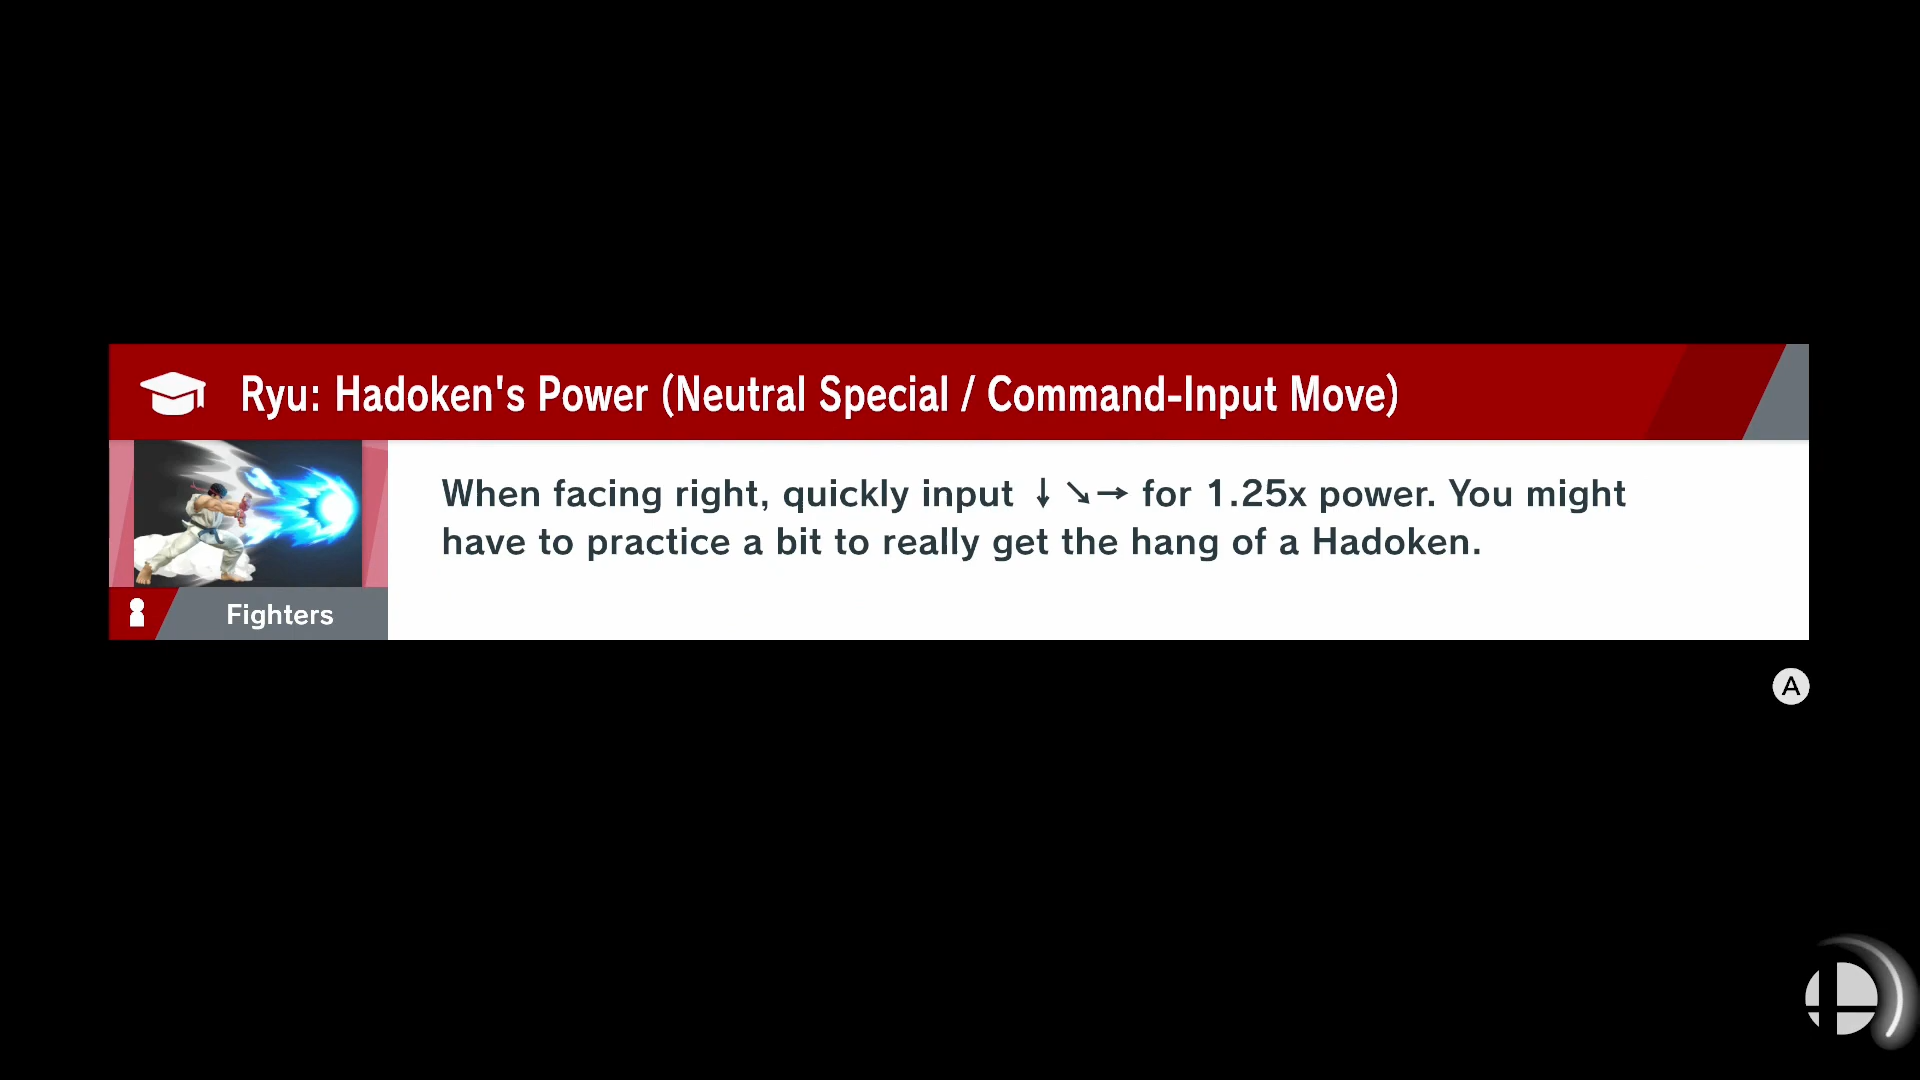 Ryu: Hadoken's Power (Neutral Special / Command-Input Move)
When facing right, quickly input ↓↘→ for 1.25x power. You might
have to practice a bit to really get the hang of a Hadoken.
Fighters
A